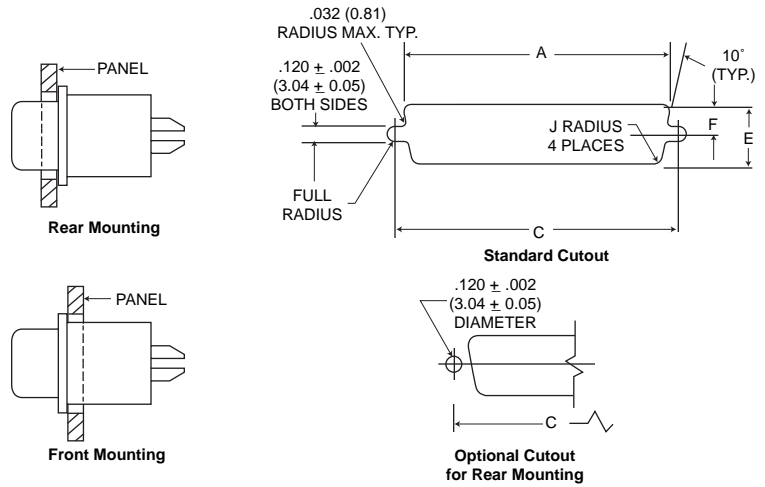 PANEL
Rear Mounting
.032 (0.81)
RADIUS MAX. TYP.
.120 ± .002
(3.04 ± 0.05)
BOTH SIDES
A
10˚
(TYP.)
J RADIUS
4 PLACES
F
E
FULL
RADIUS
C
Standard Cutout
PANEL
Front Mounting
.120 ± .002
(3.04 ± 0.05)
DIAMETER
C
Optional Cutout
for Rear Mounting